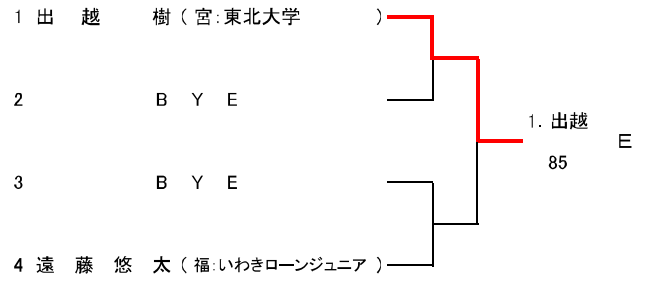 1 出 越 樹 ( 宮:東北大学 )
2 B Y E
1. 出越
E
85
3 B Y E
4 遠 藤 悠 太 ( 福:いわきローンジュニア )